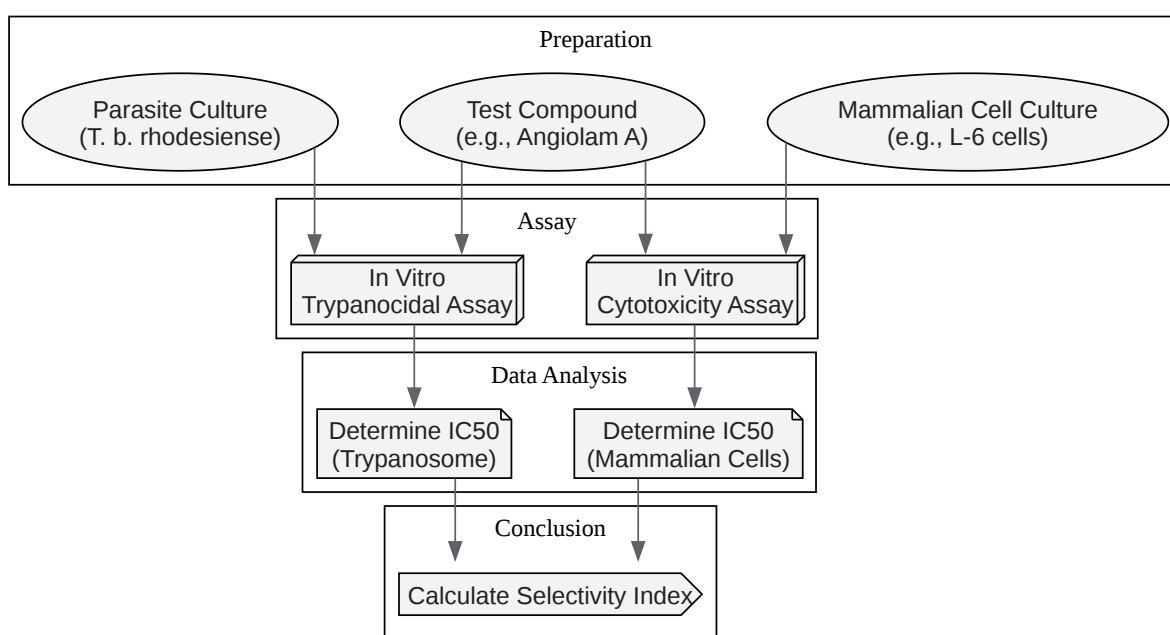 Preparation
Parasite Culture
(T. b. rhodesiense)
Test Compound
(e.g., Angiolam A)
Mammalian Cell Culture
(e.g., L-6 cells)
Assay
In Vitro
Trypanocidal Assay
In Vitro
Cytotoxicity Assay
Data Analysis
Determine IC50
(Trypanosome)
Determine IC50
(Mammalian Cells)
Conclusion
Calculate Selectivity Index